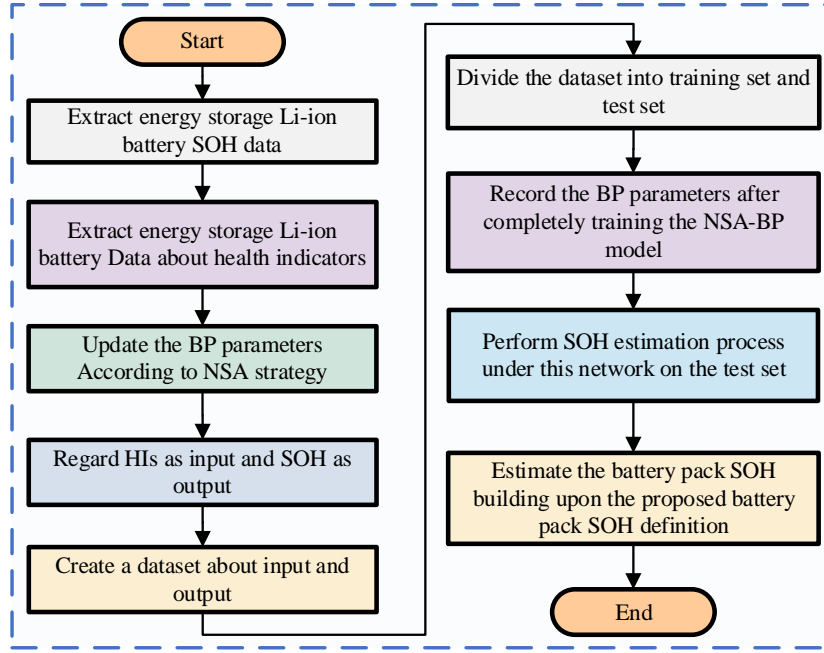 Start
Extract energy storage Li-ion
battery SOH data
Extract energy storage Li-ion
battery Data about health indicators
Update the BP parameters
According to NSA strategy
Regard HIs as input and SOH as
output
Create a dataset about input and
output
Divide the dataset into training set and
test set
Record the BP parameters after
completely training the NSA-BP
model
Perform SOH estimation process
under this network on the test set
Estimate the battery pack SOH
building upon the proposed battery
pack SOH definition
End